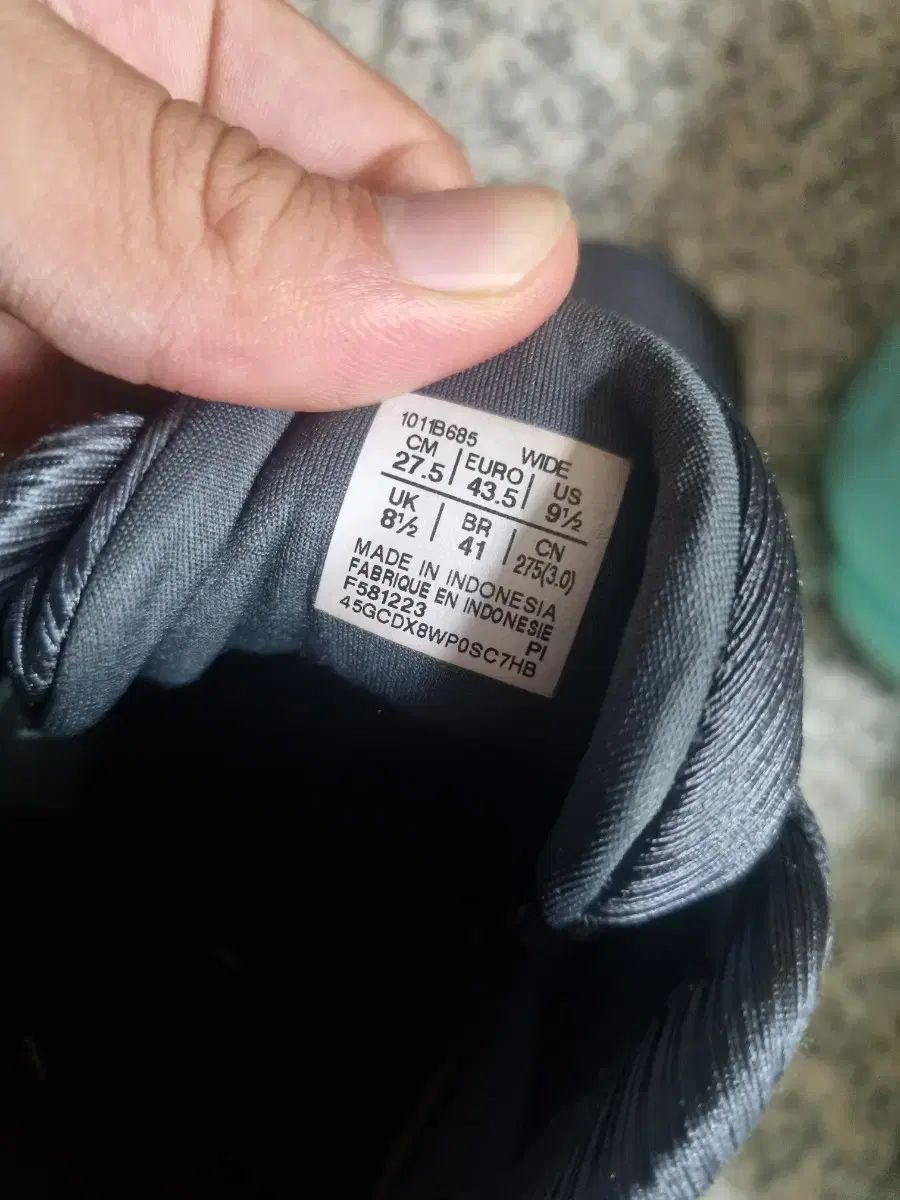 1011B685 WIDE
CM EURO US
27.5 43.5 9½
UK BR CN
8½ 41 275(3.0)
MADE IN INDONESIA
FABRIQUE EN INDONESIE
F581223 PI
45GCDX8WP0SC7HB